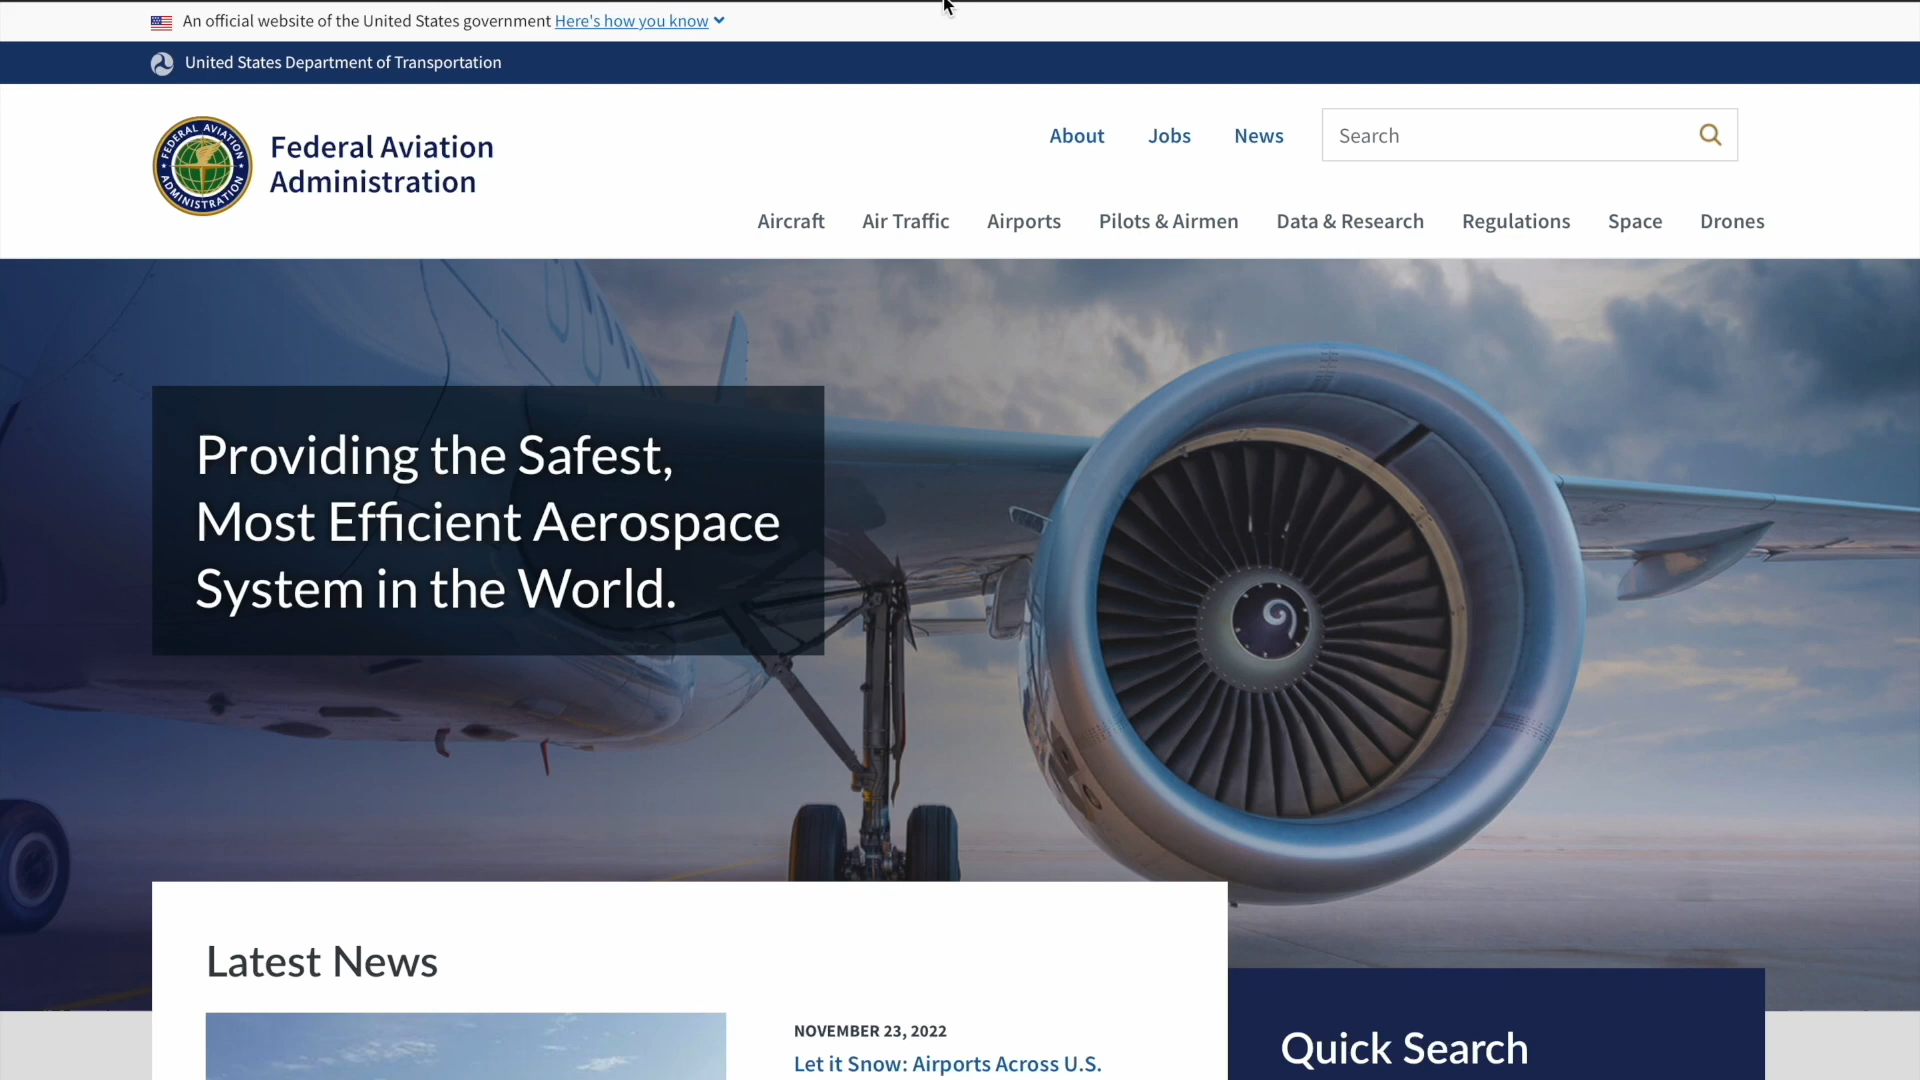 An official website of the United States government Here's how you know
United States Department of Transportation
FEDERAL AVIATION
ADMINISTRATION
Federal Aviation
Administration
About Jobs News Search
Aircraft Air Traffic Airports Pilots & Airmen Data & Research Regulations Space Drones
Providing the Safest,
Most Efficient Aerospace
System in the World.
Latest News
NOVEMBER 23, 2022
Let it Snow: Airports Across U.S.
Quick Search